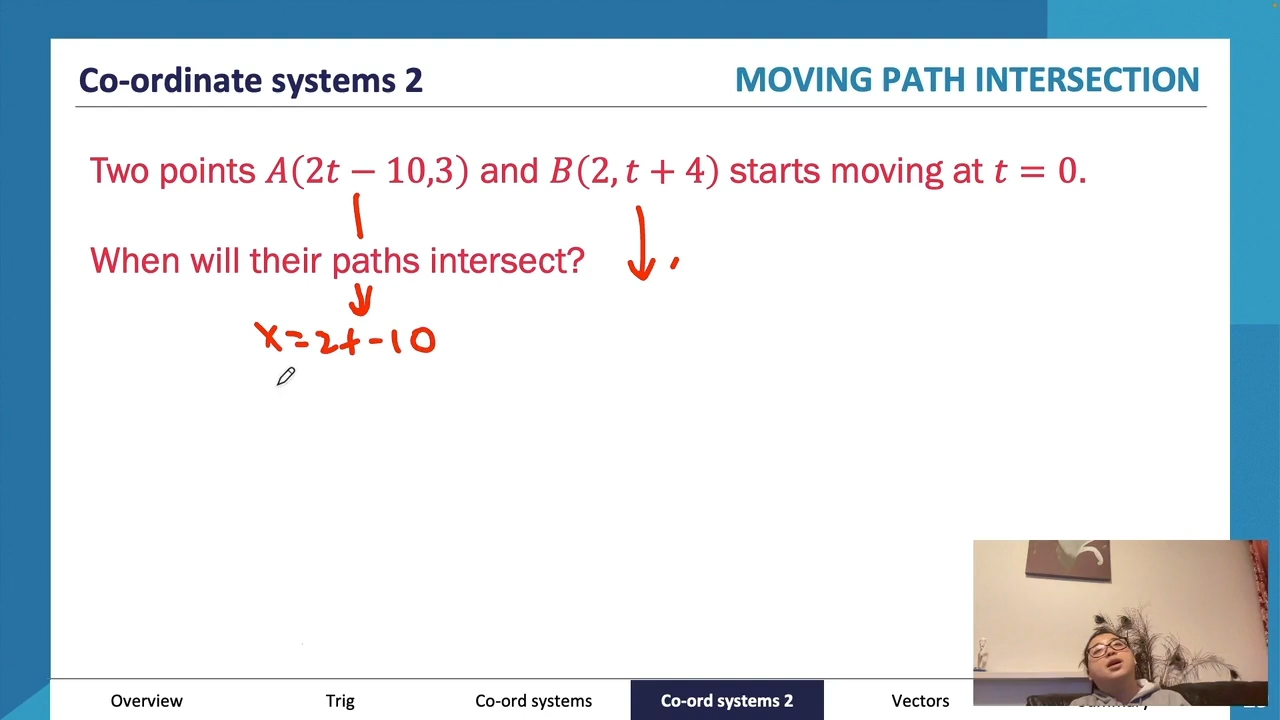 Co-ordinate systems 2
MOVING PATH INTERSECTION
Two points A(2t − 10,3) and B(2, t + 4) starts moving at t = 0.
When will their paths intersect?
x=2t-10
Overview
Trig
Co-ord systems
Co-ord systems 2
Vectors